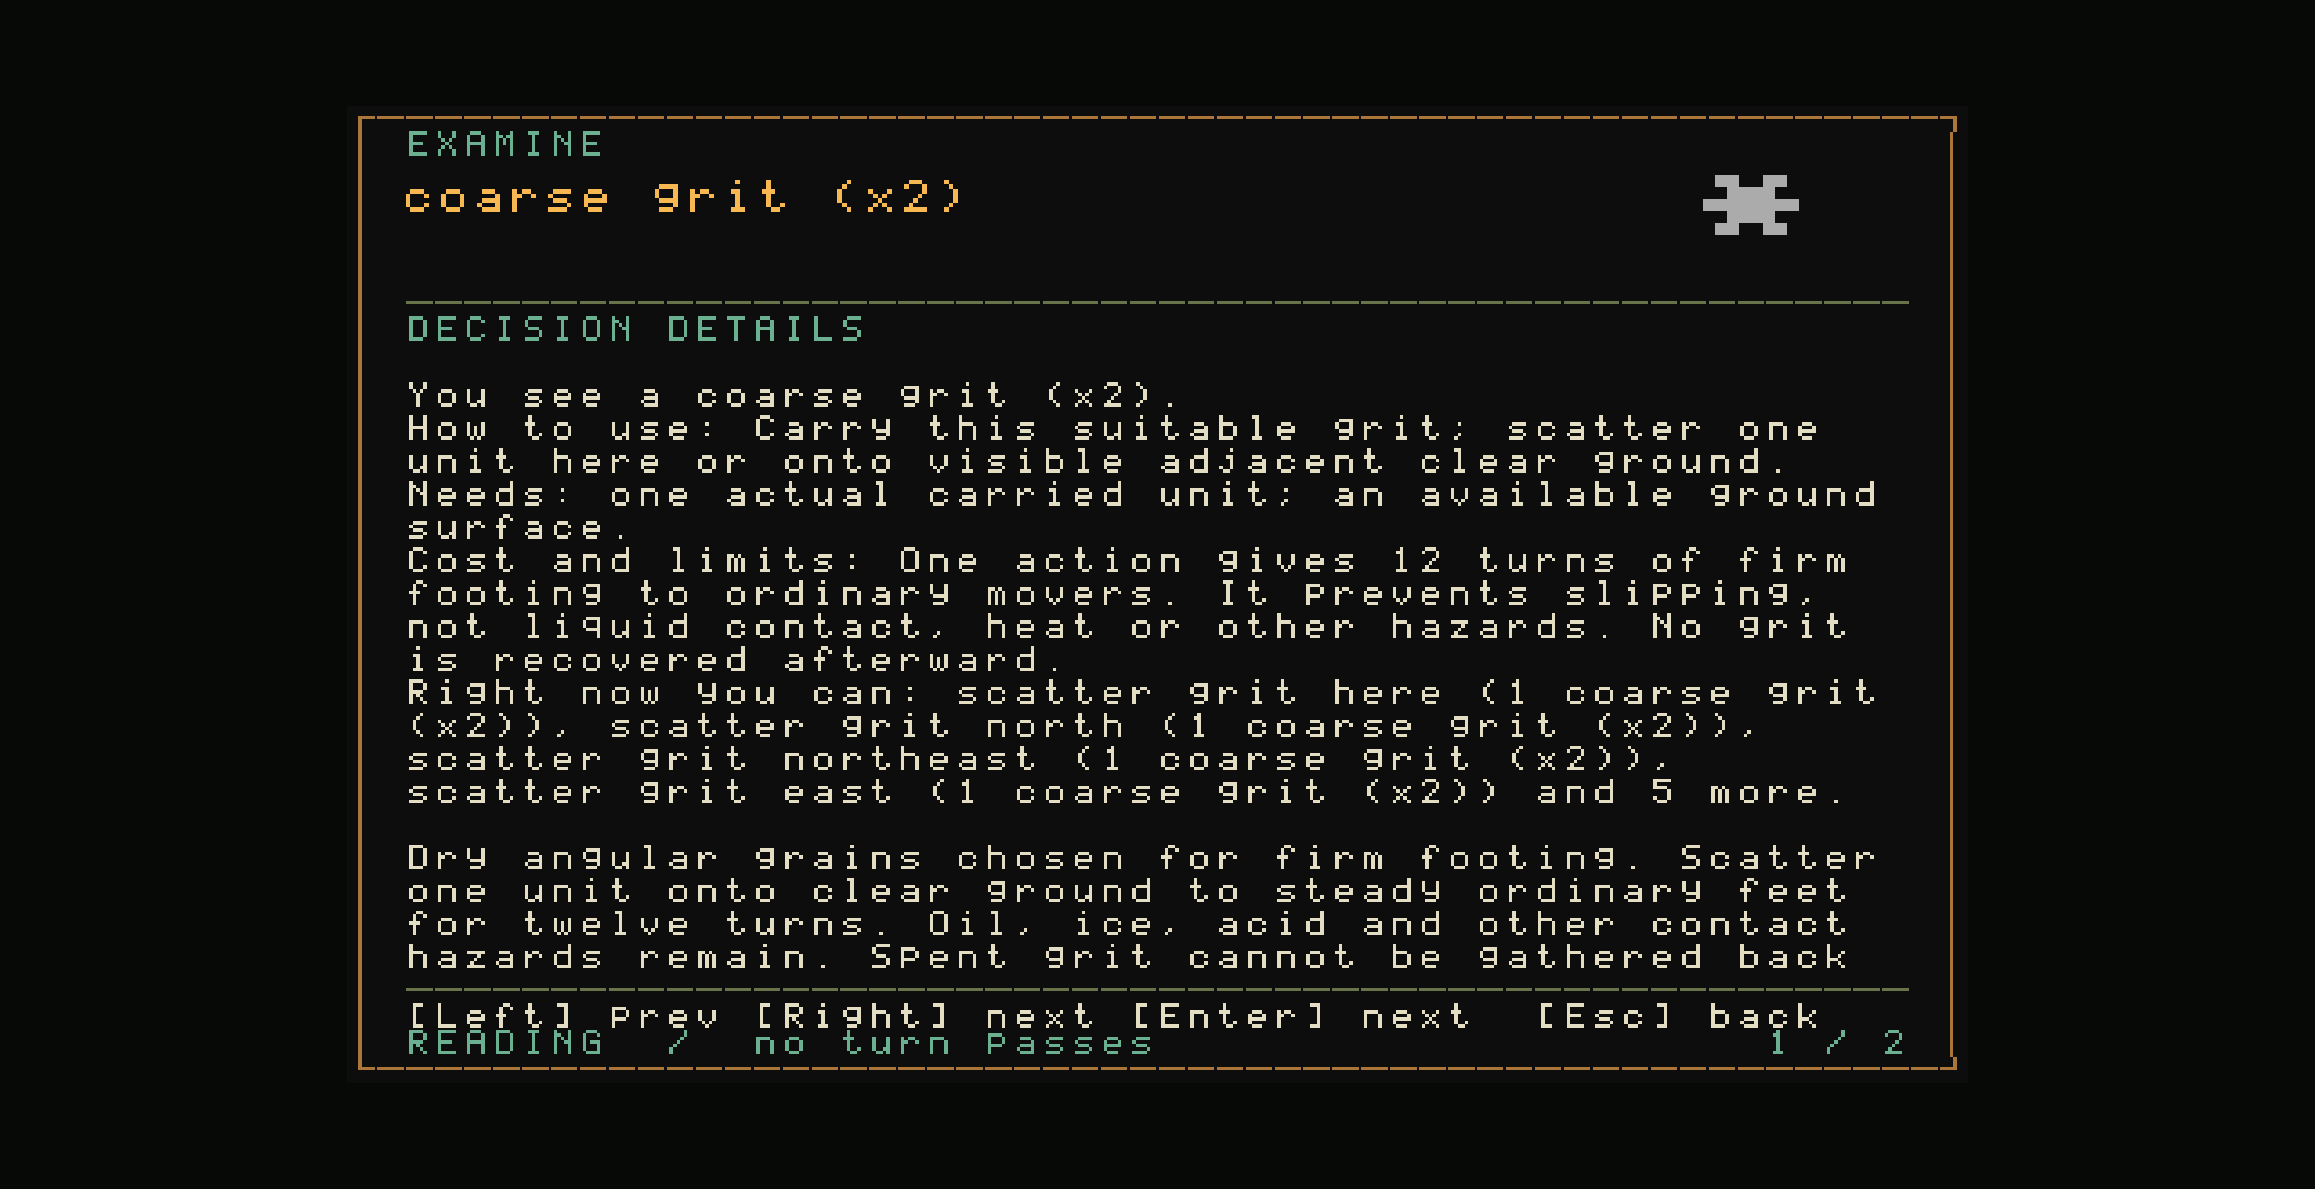 EXAMINE
coarse grit (x2)
DECISION DETAILS
You see a coarse grit (x2).
How to use: Carry this suitable grit; scatter one
unit here or onto visible adjacent clear ground.
Needs: one actual carried unit; an available ground
surface.
Cost and limits: One action gives 12 turns of firm
footing to ordinary movers. It prevents slipping,
not liquid contact, heat or other hazards. No grit
is recovered afterward.
Right now you can: scatter grit here (1 coarse grit
(x2)), scatter grit north (1 coarse grit (x2)),
scatter grit northeast (1 coarse grit (x2)),
scatter grit east (1 coarse grit (x2)) and 5 more.
Dry angular grains chosen for firm footing. Scatter
one unit onto clear ground to steady ordinary feet
for twelve turns. Oil, ice, acid and other contact
hazards remain. Spent grit cannot be gathered back
[Left] prev [Right] next [Enter] next [Esc] back
READING / no turn passes 1 / 2